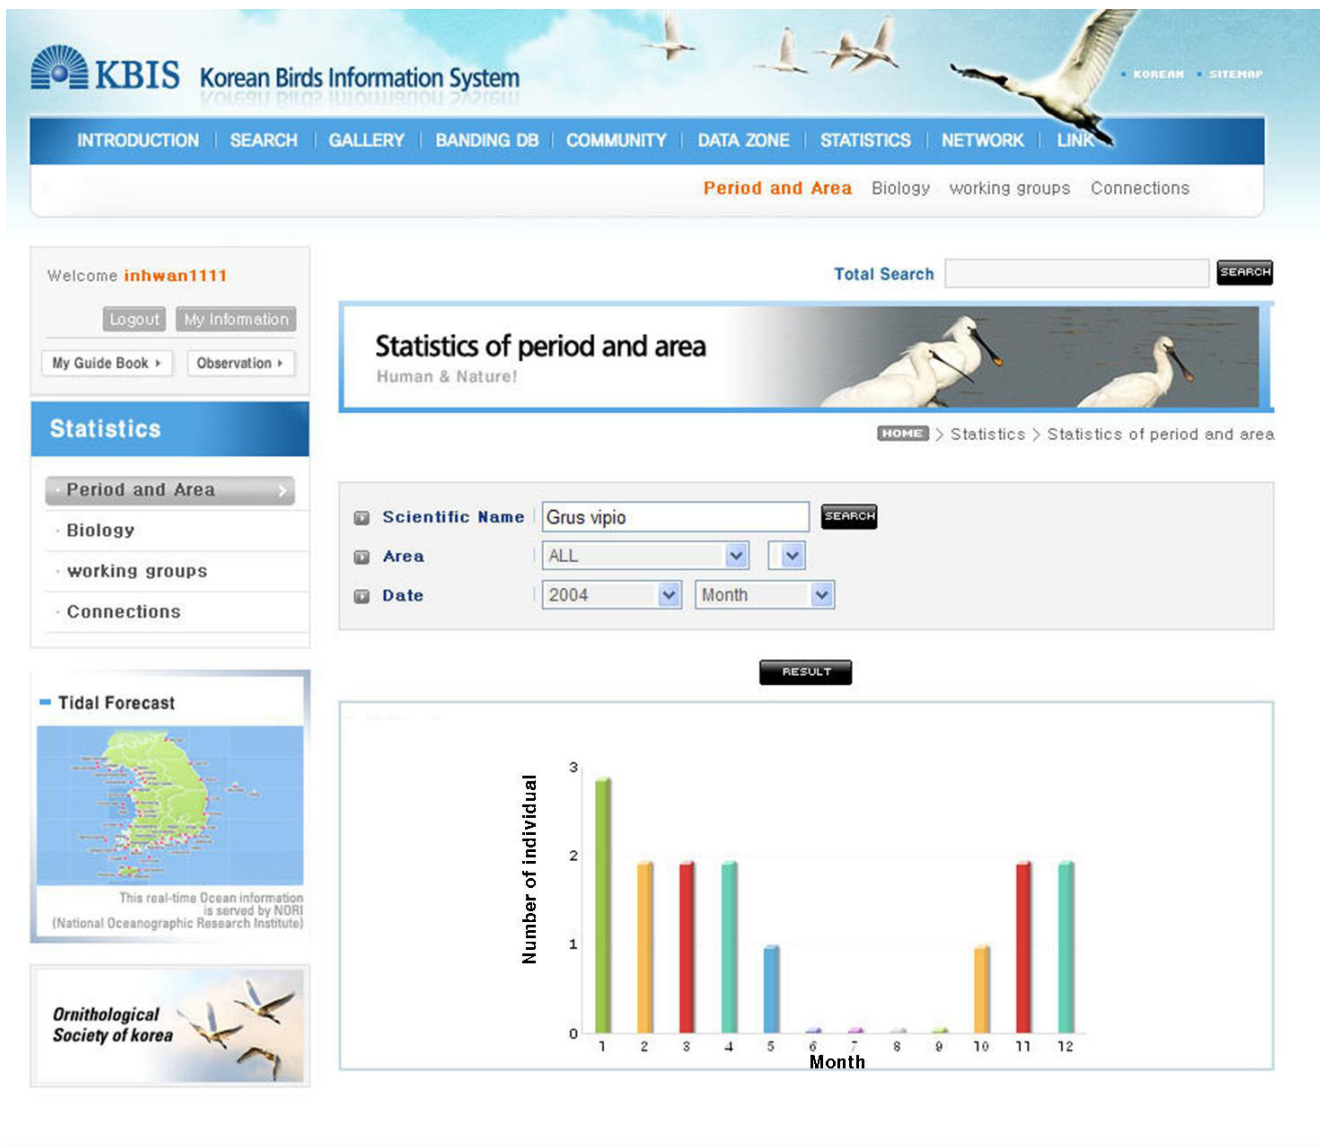 KBIS Korean Birds Information System
KOREAN SITEMAP
INTRODUCTION | SEARCH | GALLERY | BANDING DB | COMMUNITY | DATA ZONE | STATISTICS | NETWORK | LINK
Period and Area Biology working groups Connections
Welcome inhwan1111
Logout My Information
My Guide Book Observation
Total Search SEARCH
Statistics of period and area
Human & Nature!
HOME > Statistics > Statistics of period and area
Statistics
Period and Area
Biology
working groups
Connections
Scientific Name Grus vipio SEARCH
Area ALL
Date 2004 Month
RESULT
Tidal Forecast
This real-time Ocean information
is served by NORI
(National Oceanographic Research Institute)
Ornithological
Society of korea
Number of individual
3
2
1
0
1 2 3 4 5 6 7 8 9 10 11 12
Month